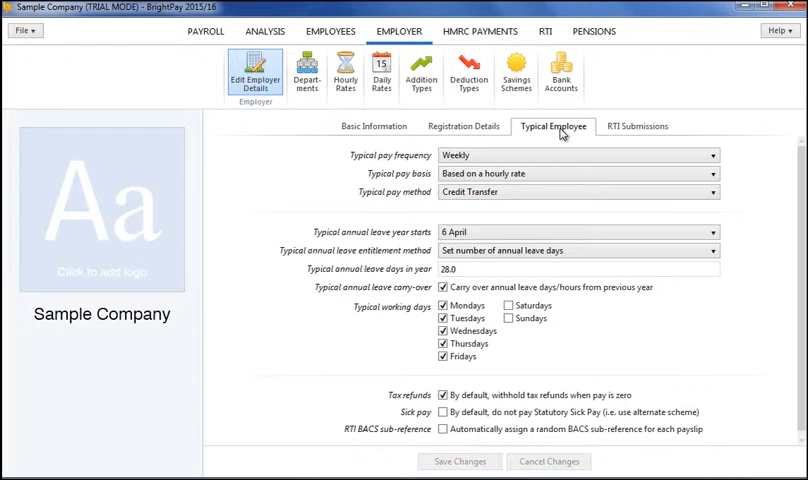 Sample Company (TRIAL MODE) - BrightPay 2015/16
File
PAYROLL ANALYSIS EMPLOYEES EMPLOYER HMRC PAYMENTS RTI PENSIONS
Help
Edit Employer Details
Depart-ments
Hourly Rates
15
Daily Rates
Addition Types
Deduction Types
Savings Schemes
Bank Accounts
Employer
Basic Information Registration Details Typical Employee RTI Submissions
Aa
Click to add logo
Sample Company
Typical pay frequency Weekly
Typical pay basis Based on a hourly rate
Typical pay method Credit Transfer
Typical annual leave year starts 6 April
Typical annual leave entitlement method Set number of annual leave days
Typical annual leave days in year 28.0
Typical annual leave carry-over Carry over annual leave days/hours from previous year
Typical working days Mondays Saturdays
Tuesdays Sundays
Wednesdays
Thursdays
Fridays
Tax refunds By default, withhold tax refunds when pay is zero
Sick pay By default, do not pay Statutory Sick Pay (i.e. use alternate scheme)
RTI BACS sub-reference Automatically assign a random BACS sub-reference for each payslip
Save Changes Cancel Changes